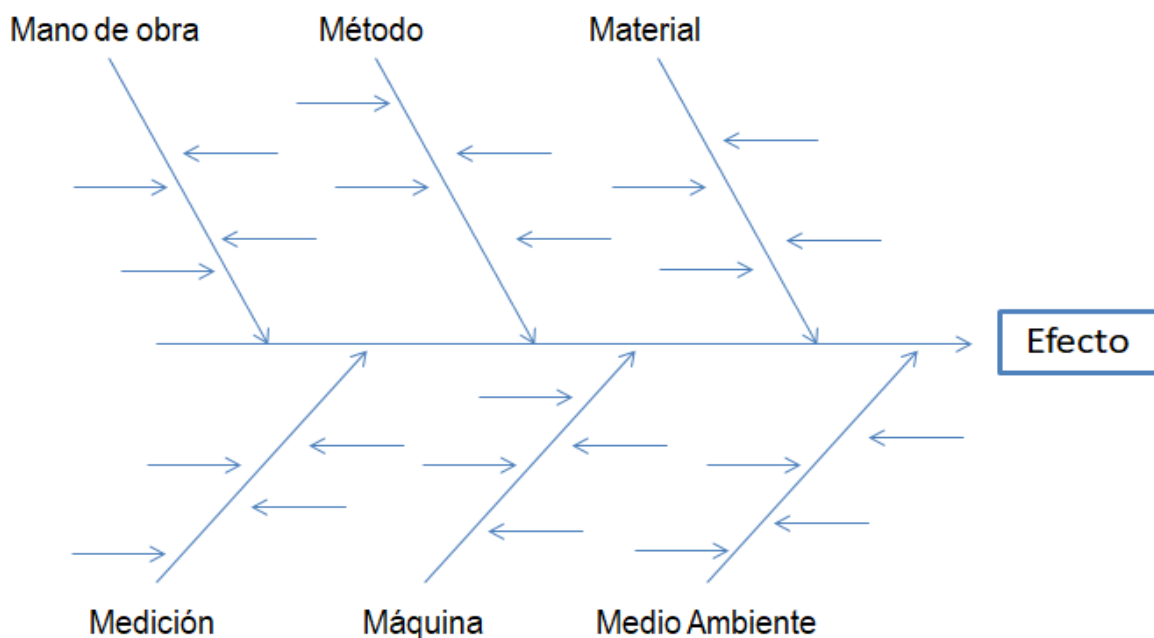 Mano de obra
Método
Material
Efecto
Medición
Máquina
Medio Ambiente